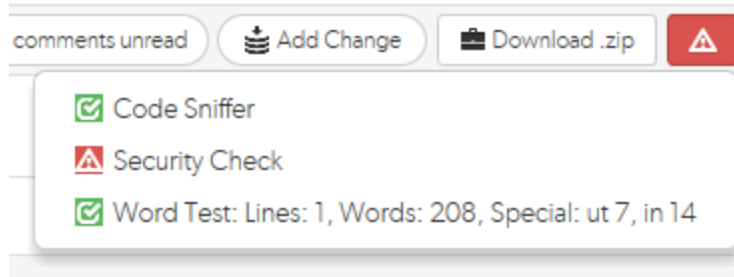 comments unread Add Change Download .zip
Code Sniffer
Security Check
Word Test: Lines: 1, Words: 208, Special: ut 7, in 14